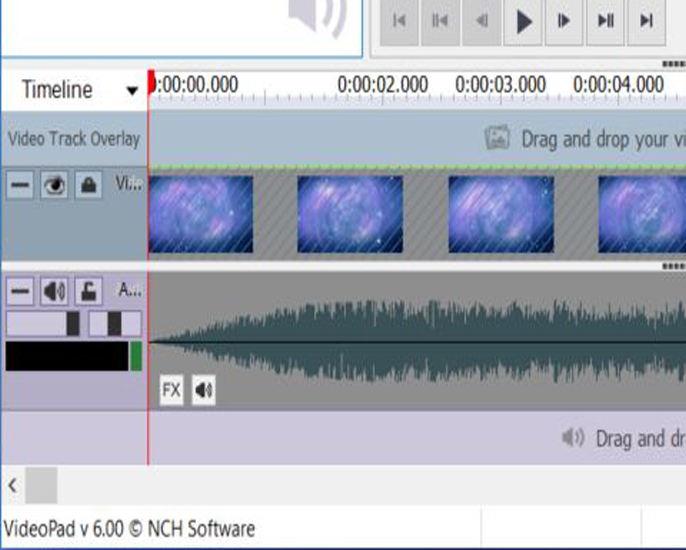 Timeline
0:00:00.000 0:00:02.000 0:00:03.000 0:00:04.000
Video Track Overlay
Drag and drop your vi
Vi...
A...
FX
Drag and dr
VideoPad v 6.00 © NCH Software